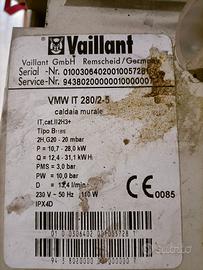 Vaillant
Vaillant GmbH Remscheid/Germany
Serial -Nr. 0100306402001005728
Service-Nr. 9438020000001000000
VMW IT 280/2-5
caldaia murale
IT,cat.II2H3+
Tipo B11BS
2H,G20 - 20 mbar
P = 10,7 - 28,0 kW
Q = 12,4 - 31,1 kW (Hi)
PMS = 3,0 bar
PW = 10,0 bar
D = 13,4 l/min
230 V~ 50 Hz 110 W
IPX4D
CE 0085
subito